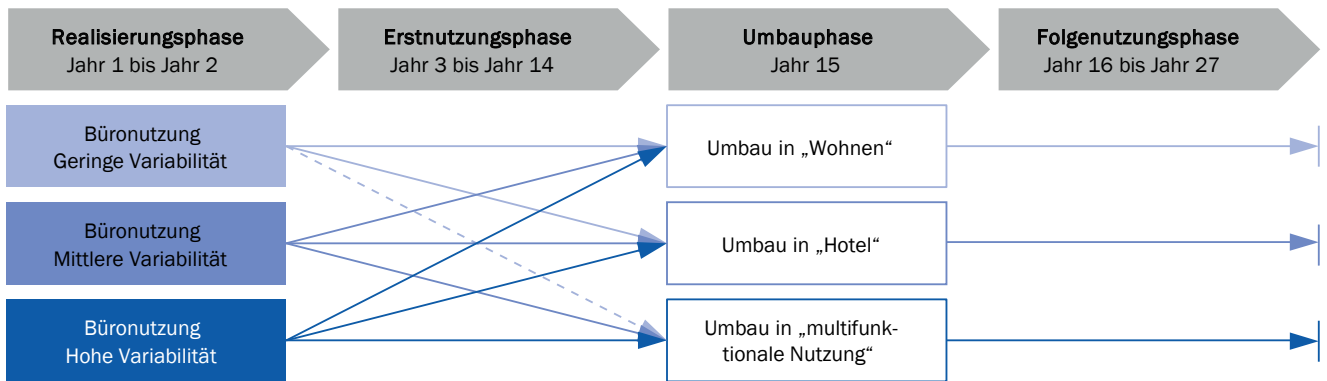 Realisierungsphase
Jahr 1 bis Jahr 2
Erstnutzungsphase
Jahr 3 bis Jahr 14
Umbauphase
Jahr 15
Folgenutzungsphase
Jahr 16 bis Jahr 27
Büronutzung
Geringe Variabilität
Umbau in „Wohnen“
Büronutzung
Mittlere Variabilität
Umbau in „Hotel“
Büronutzung
Hohe Variabilität
Umbau in „multifunk-
tionale Nutzung“